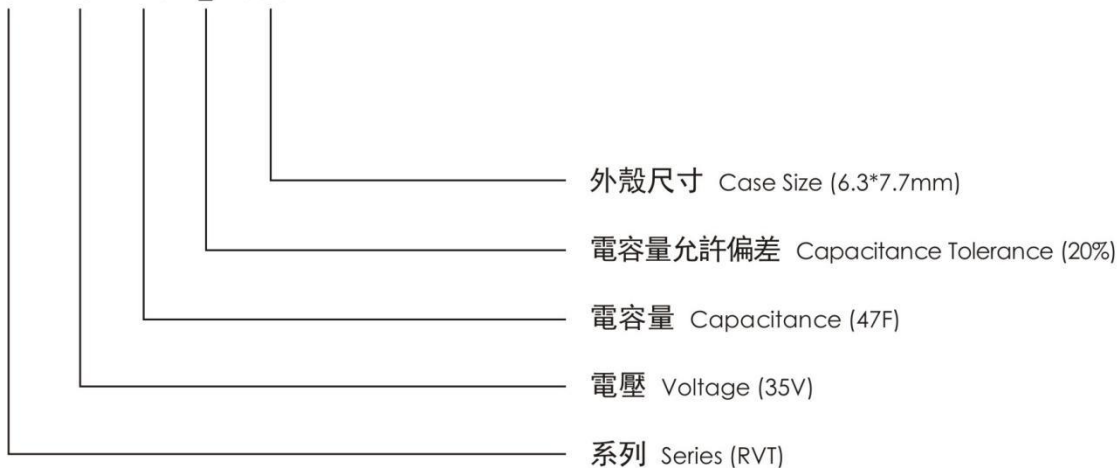 外殼尺寸 Case Size (6.3*7.7mm)
電容量允許偏差 Capacitance Tolerance (20%)
電容量 Capacitance (47F)
電壓 Voltage (35V)
系列 Series (RVT)